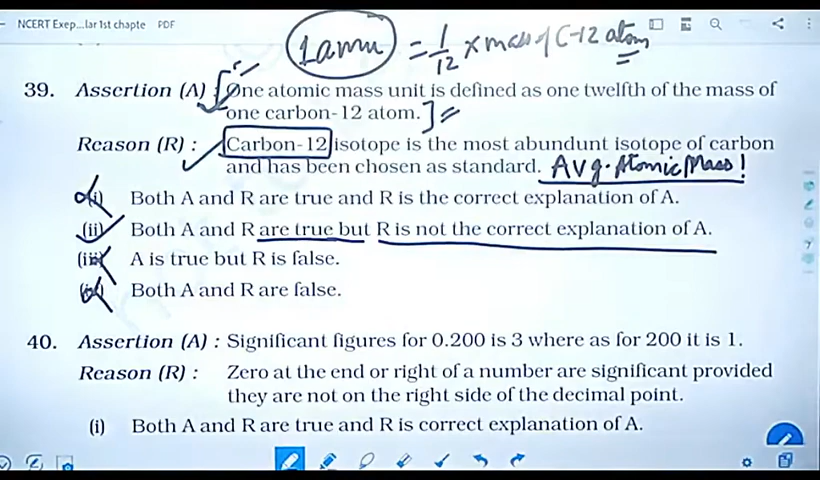 NCERT Exep...lar 1st chapte PDF
1amu = 1/12 x mass of C-12 atom
39. Assertion (A) : One atomic mass unit is defined as one twelfth of the mass of
one carbon-12 atom.
Reason (R) : Carbon-12 isotope is the most abundunt isotope of carbon
and has been chosen as standard. Avg. Atomic Mass!
(i) Both A and R are true and R is the correct explanation of A.
(ii) Both A and R are true but R is not the correct explanation of A.
(iii) A is true but R is false.
(iv) Both A and R are false.
40. Assertion (A) : Significant figures for 0.200 is 3 where as for 200 it is 1.
Reason (R) : Zero at the end or right of a number are significant provided
they are not on the right side of the decimal point.
(i) Both A and R are true and R is correct explanation of A.